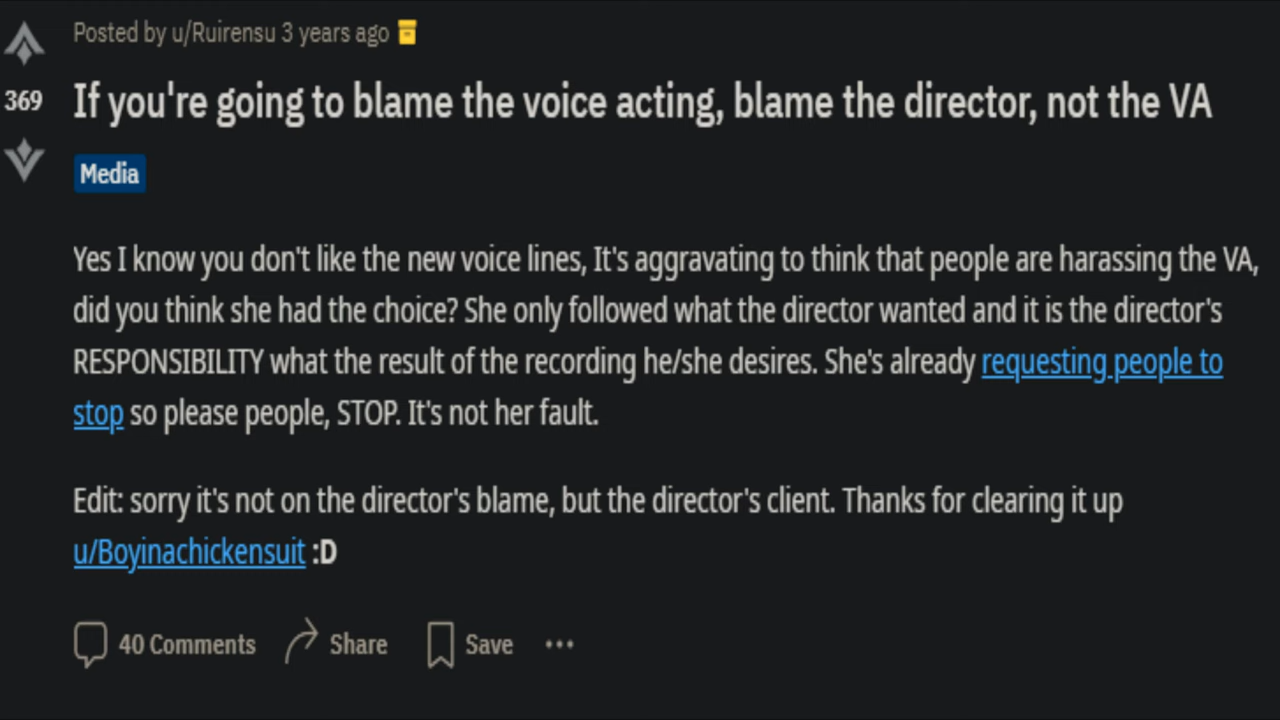 Posted by u/Ruirensu 3 years ago
369
If you're going to blame the voice acting, blame the director, not the VA
Media
Yes I know you don't like the new voice lines, It's aggravating to think that people are harassing the VA,
did you think she had the choice? She only followed what the director wanted and it is the director's
RESPONSIBILITY what the result of the recording he/she desires. She's already requesting people to
stop so please people, STOP. It's not her fault.
Edit: sorry it's not on the director's blame, but the director's client. Thanks for clearing it up
u/Boyinachickensuit :D
40 Comments Share Save ···